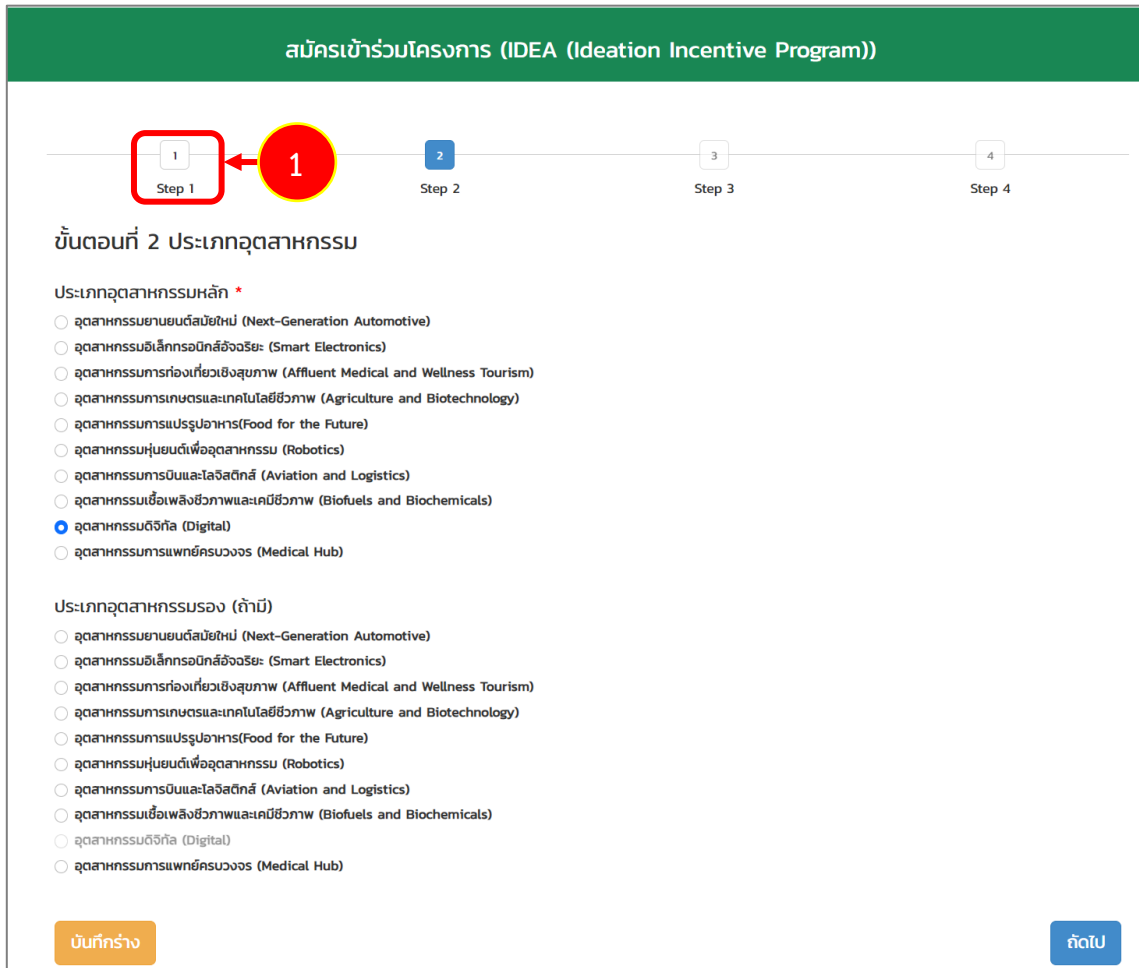 สมัครเข้าร่วมโครงการ (IDEA (Ideation Incentive Program))
1 1 2 3 4
Step 1 Step 2 Step 3 Step 4
ขั้นตอนที่ 2 ประเภทอุตสาหกรรม
ประเภทอุตสาหกรรมหลัก *
อุตสาหกรรมยานยนต์สมัยใหม่ (Next-Generation Automotive)
อุตสาหกรรมอิเล็กทรอนิกส์อัจฉริยะ (Smart Electronics)
อุตสาหกรรมการท่องเที่ยวเชิงสุขภาพ (Affluent Medical and Wellness Tourism)
อุตสาหกรรมการเกษตรและเทคโนโลยีชีวภาพ (Agriculture and Biotechnology)
อุตสาหกรรมการแปรรูปอาหาร(Food for the Future)
อุตสาหกรรมหุ่นยนต์เพื่ออุตสาหกรรม (Robotics)
อุตสาหกรรมการบินและโลจิสติกส์ (Aviation and Logistics)
อุตสาหกรรมเชื้อเพลิงชีวภาพและเคมีชีวภาพ (Biofuels and Biochemicals)
อุตสาหกรรมดิจิทัล (Digital)
อุตสาหกรรมการแพทย์ครบวงจร (Medical Hub)
ประเภทอุตสาหกรรมรอง (ถ้ามี)
อุตสาหกรรมยานยนต์สมัยใหม่ (Next-Generation Automotive)
อุตสาหกรรมอิเล็กทรอนิกส์อัจฉริยะ (Smart Electronics)
อุตสาหกรรมการท่องเที่ยวเชิงสุขภาพ (Affluent Medical and Wellness Tourism)
อุตสาหกรรมการเกษตรและเทคโนโลยีชีวภาพ (Agriculture and Biotechnology)
อุตสาหกรรมการแปรรูปอาหาร(Food for the Future)
อุตสาหกรรมหุ่นยนต์เพื่ออุตสาหกรรม (Robotics)
อุตสาหกรรมการบินและโลจิสติกส์ (Aviation and Logistics)
อุตสาหกรรมเชื้อเพลิงชีวภาพและเคมีชีวภาพ (Biofuels and Biochemicals)
อุตสาหกรรมดิจิทัล (Digital)
อุตสาหกรรมการแพทย์ครบวงจร (Medical Hub)
บันทึกร่าง ถัดไป